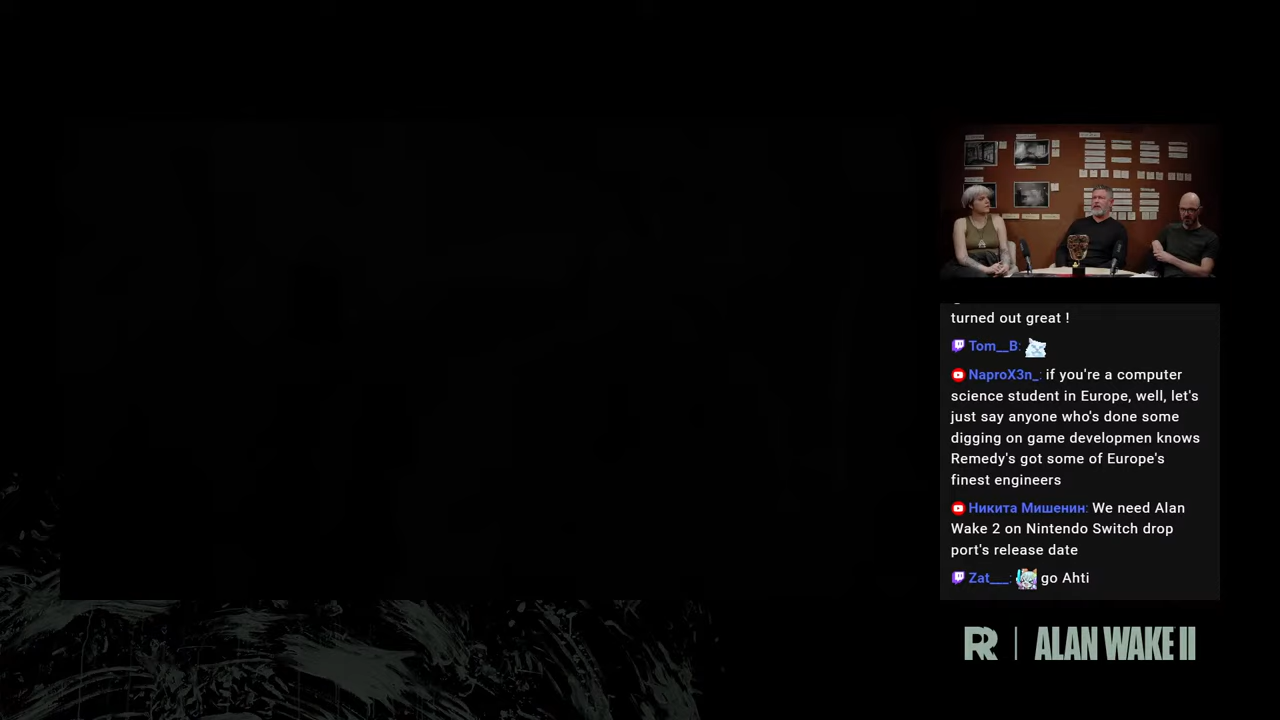 turned out great !
Tom__B:
NaproX3n_: if you're a computer
science student in Europe, well, let's
just say anyone who's done some
digging on game developmen knows
Remedy's got some of Europe's
finest engineers
Никита Мишенин: We need Alan
Wake 2 on Nintendo Switch drop
port's release date
Zat___: go Ahti
R | ALAN WAKE II